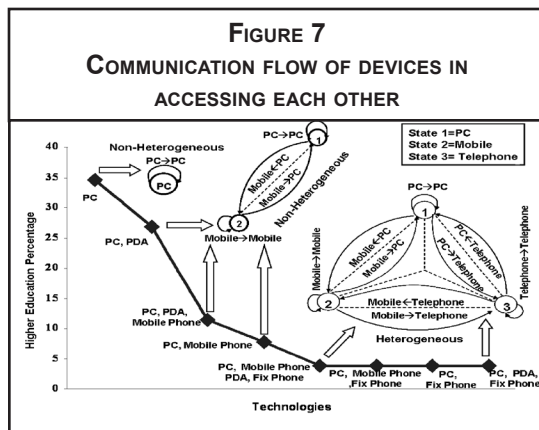 FIGURE 7
COMMUNICATION FLOW OF DEVICES IN
ACCESSING EACH OTHER
State 1=PC
State 2=Mobile
State 3= Telephone
Non-Heterogeneous
PC→PC
PC
PC→PC
1
Mobile←PC
Mobile→PC
Non-Heterogeneous
2
Mobile→Mobile
PC→PC
1
Mobile→Mobile
Mobile←PC
Mobile→PC
PC←Telephone
PC→Telephone
Telephone→Telephone
2
3
Mobile←Telephone
Mobile→Telephone
Heterogeneous
Higher Education Percentage
40
35
30
25
20
15
10
5
0
PC
PC, PDA
PC, PDA,
Mobile Phone
PC, Mobile Phone
PC, Mobile Phone
PDA, Fix Phone
PC, Mobile Phone
,Fix Phone
PC,
Fix Phone
PC, PDA,
Fix Phone
Technologies